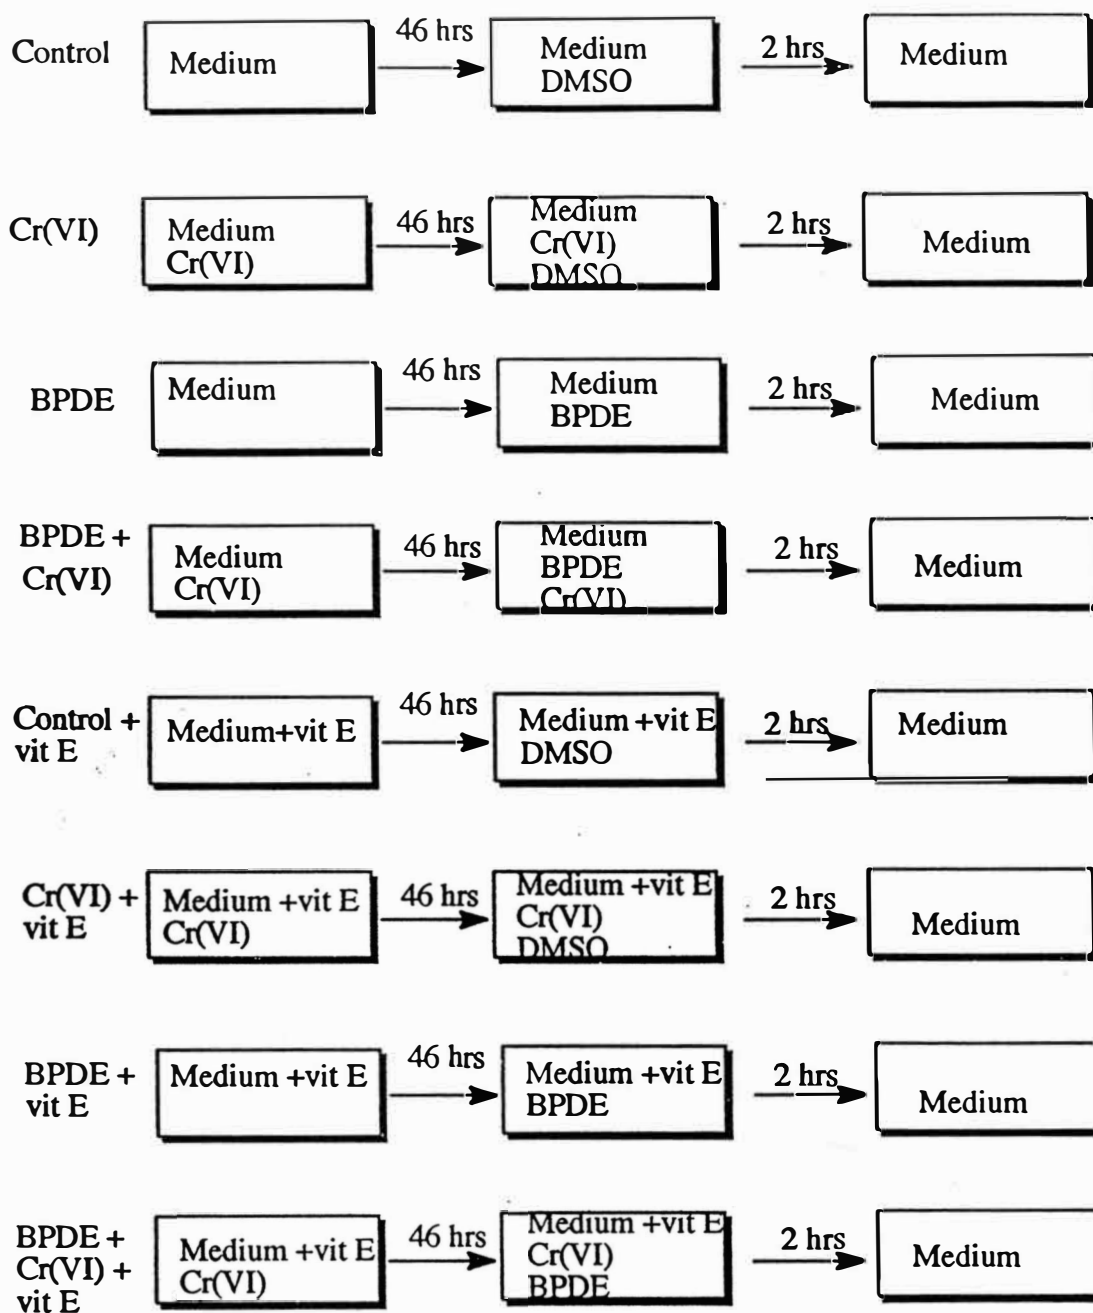 Control
Medium
46 hrs
Medium
DMSO
2 hrs
Medium
Cr(VI)
Medium
Cr(VI)
46 hrs
Medium
Cr(VI)
DMSO
2 hrs
Medium
BPDE
Medium
46 hrs
Medium
BPDE
2 hrs
Medium
BPDE +
Cr(VI)
Medium
Cr(VI)
46 hrs
Medium
BPDE
Cr(VI)
2 hrs
Medium
Control +
vit E
Medium+vit E
46 hrs
Medium +vit E
DMSO
2 hrs
Medium
Cr(VI) +
vit E
Medium +vit E
Cr(VI)
46 hrs
Medium +vit E
Cr(VI)
DMSO
2 hrs
Medium
BPDE +
vit E
Medium +vit E
46 hrs
Medium +vit E
BPDE
2 hrs
Medium
BPDE +
Cr(VI) +
vit E
Medium +vit E
Cr(VI)
46 hrs
Medium +vit E
Cr(VI)
BPDE
2 hrs
Medium